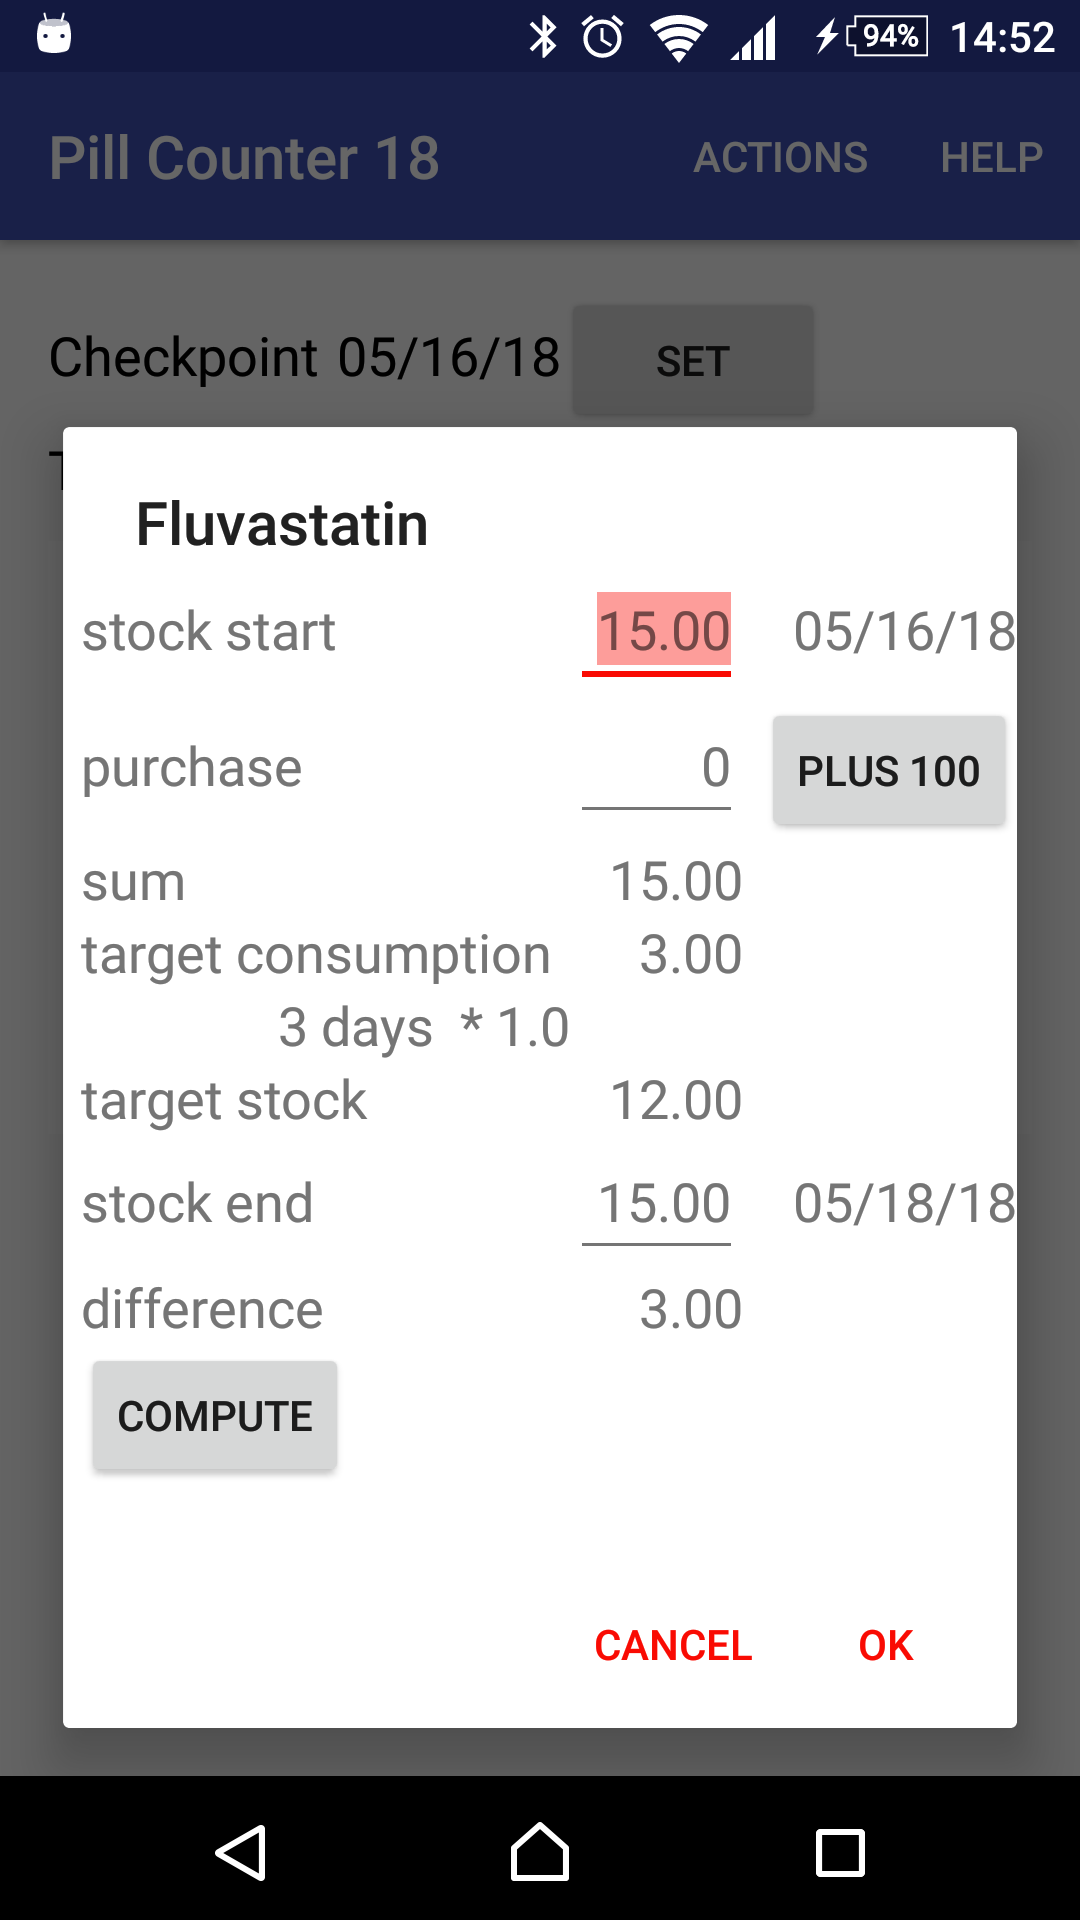 94% 14:52
Pill Counter 18 ACTIONS HELP
Checkpoint 05/16/18 SET
Fluvastatin
stock start 15.00 05/16/18
purchase 0 PLUS 100
sum 15.00
target consumption 3.00
3 days * 1.0
target stock 12.00
stock end 15.00 05/18/18
difference 3.00
COMPUTE
CANCEL OK